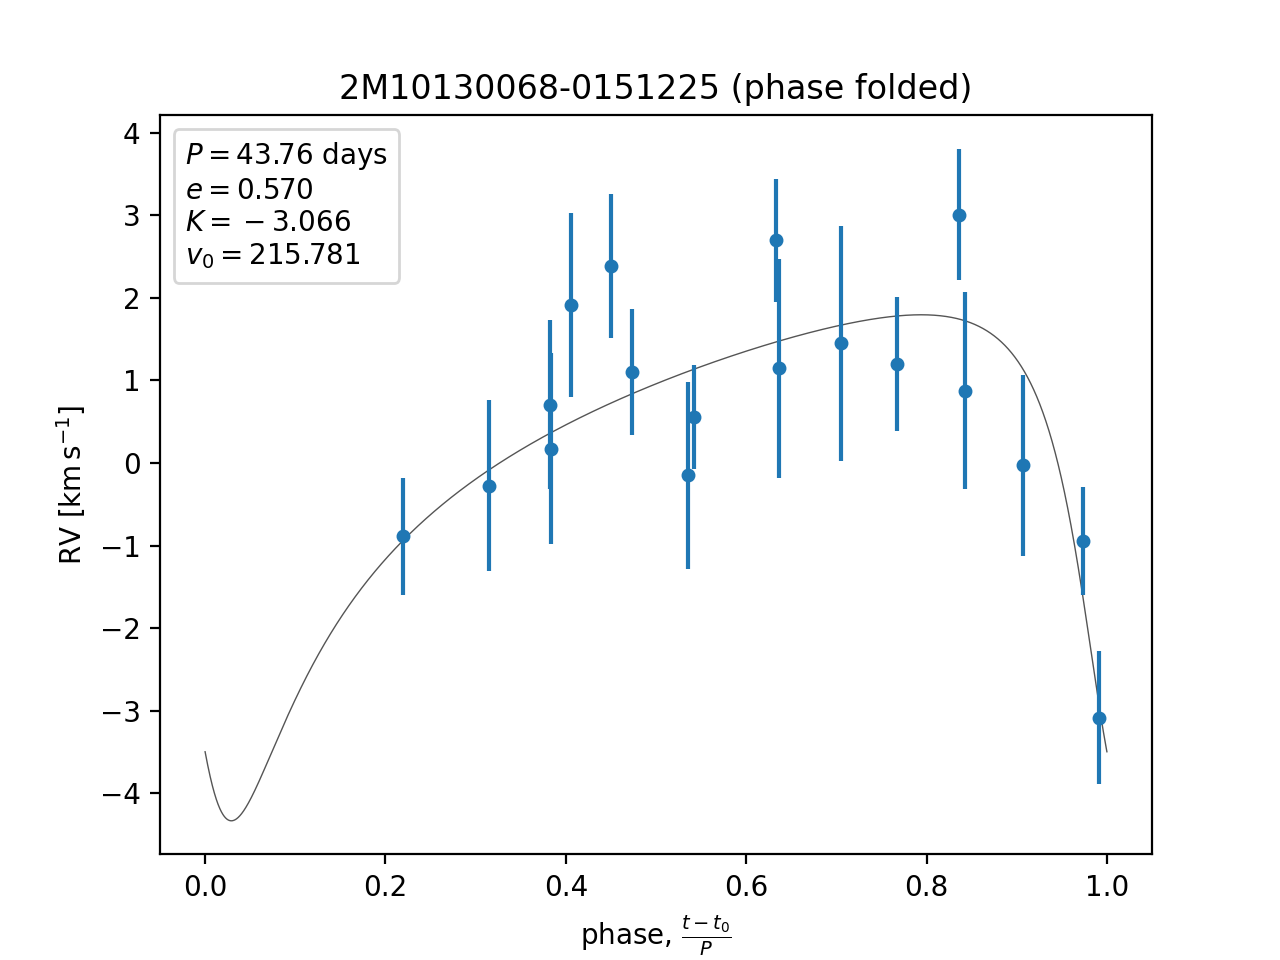 2M10130068-0151225 (phase folded)
P = 43.76 days
e = 0.570
K = −3.066
v₀ = 215.781
4
3
2
1
0
−1
−2
−3
−4
RV [km s⁻¹]
0.0 0.2 0.4 0.6 0.8 1.0
phase, (t − t₀)/P